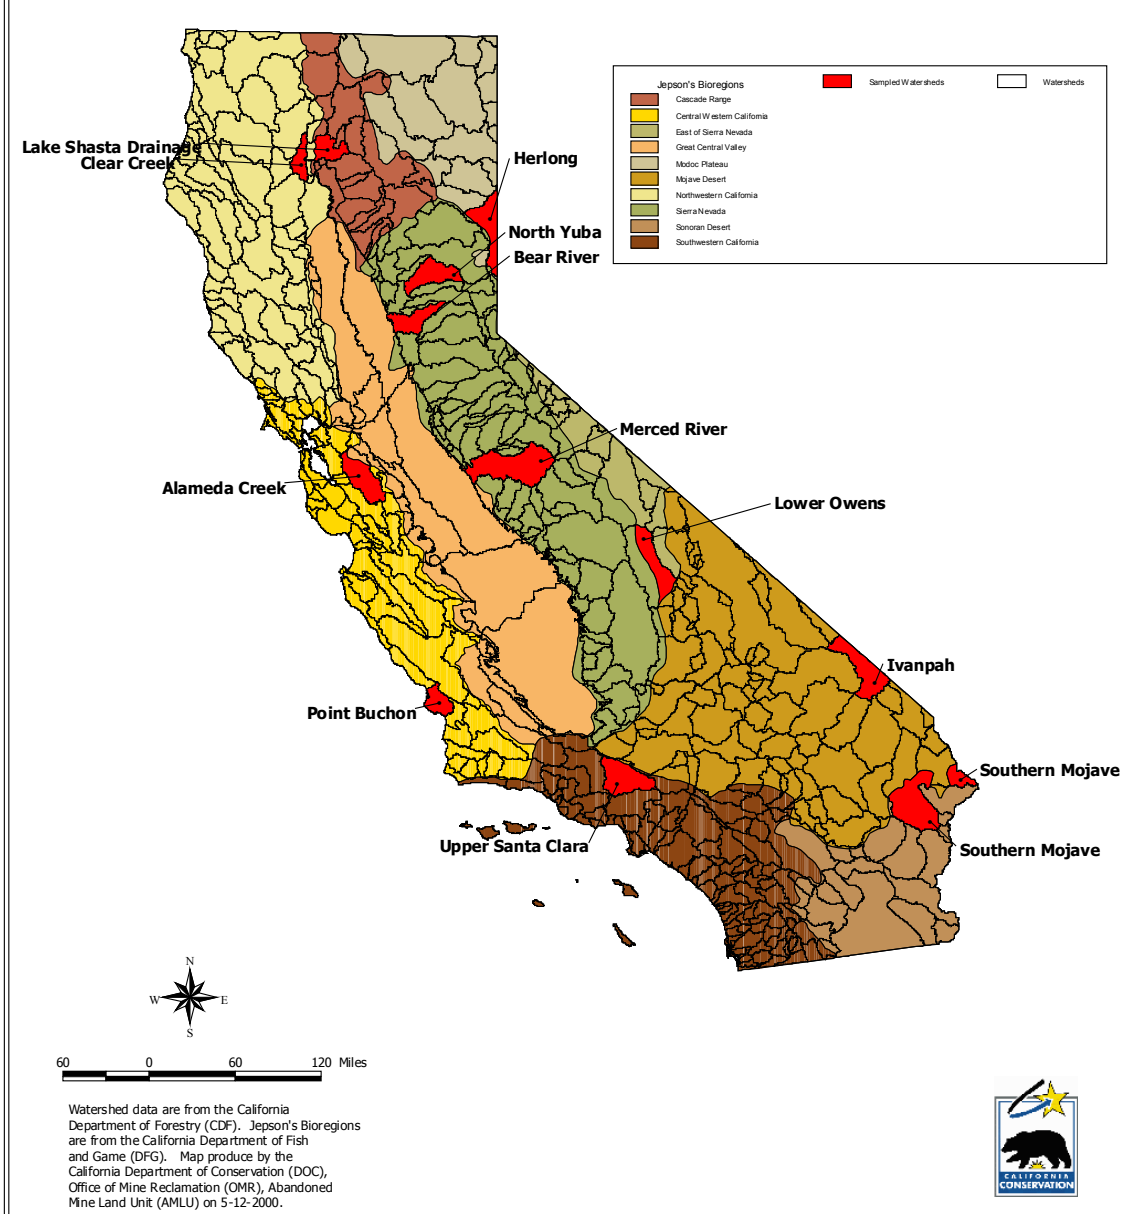 Jepson's Bioregions
Sampled Watersheds
Watersheds
Cascade Range
Central Western California
East of Sierra Nevada
Great Central Valley
Modoc Plateau
Mojave Desert
Northwestern California
Sierra Nevada
Sonoran Desert
Southwestern California
Lake Shasta Drainage
Clear Creek
Herlong
North Yuba
Bear River
Merced River
Alameda Creek
Lower Owens
Ivanpah
Point Buchon
Southern Mojave
Upper Santa Clara
Southern Mojave
N
W E
S
60 0 60 120 Miles
Watershed data are from the California
Department of Forestry (CDF). Jepson's Bioregions
are from the California Department of Fish
and Game (DFG). Map produce by the
California Department of Conservation (DOC),
Office of Mine Reclamation (OMR), Abandoned
Mine Land Unit (AMLU) on 5-12-2000.
CALIFORNIA
CONSERVATION